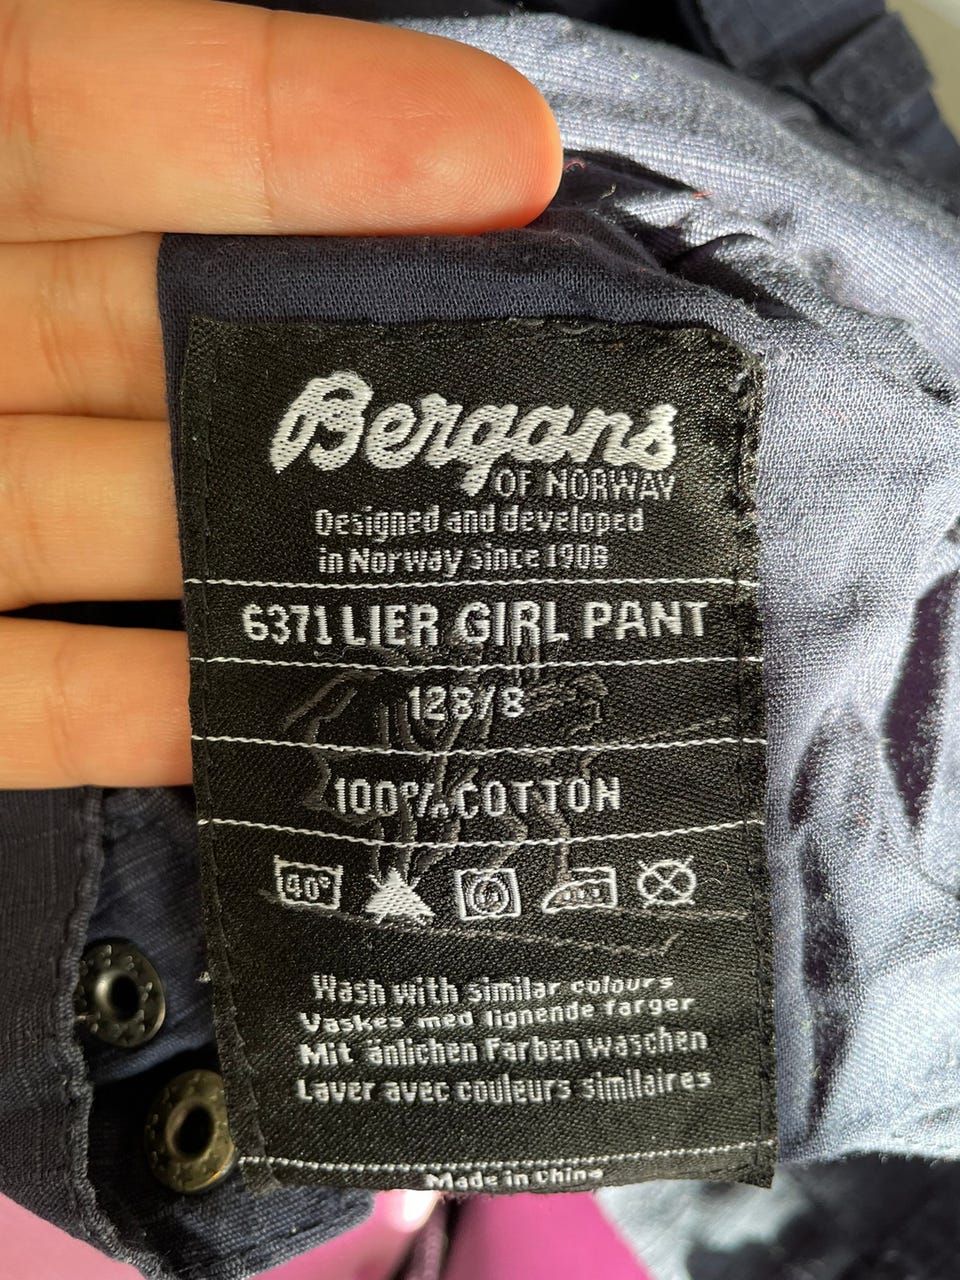 Bergans
OF NORWAY
Designed and developed
in Norway since 1908
6371 LIER GIRL PANT
128/8
100% COTTON
40°
Wash with similar colours
Vaskes med lignende farger
Mit änlichen Farben waschen
Laver avec couleurs similaires
Made in China